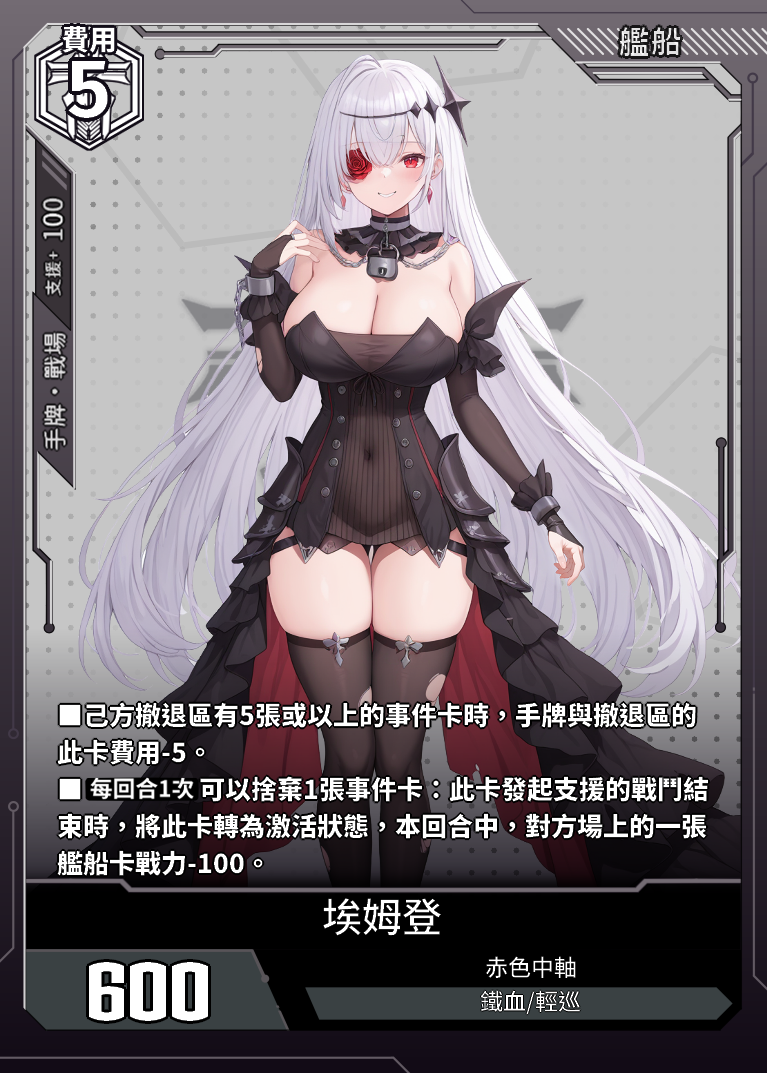 費用
5
艦船
支援+ 100
手牌・戰場
■己方撤退區有5張或以上的事件卡時，手牌與撤退區的
此卡費用-5。
■每回合1次 可以捨棄1張事件卡：此卡發起支援的戰鬥結
束時，將此卡轉為激活狀態，本回合中，對方場上的一張
艦船卡戰力-100。
埃姆登
600
赤色中軸
鐵血/輕巡